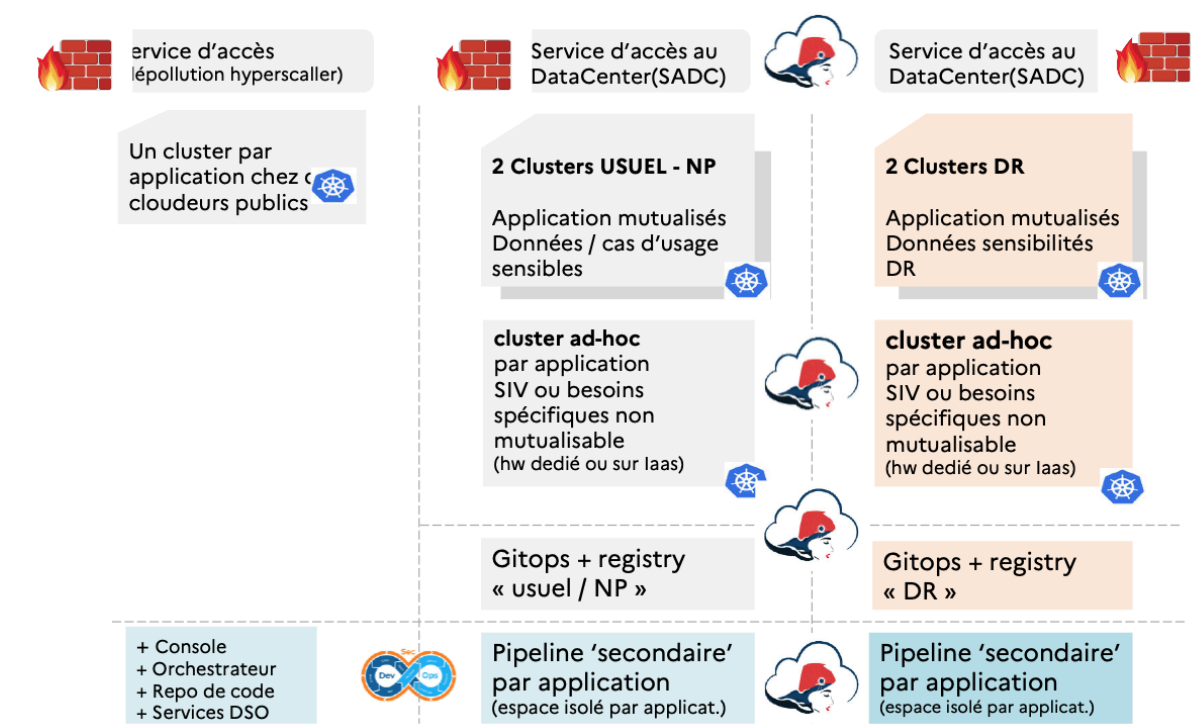 ervice d'accès
dépollution hyperscaller)
Service d'accès au
DataCenter(SADC)
Service d'accès au
DataCenter(SADC)
Un cluster par
application chez
cloudeurs publics
2 Clusters USUEL - NP
Application mutualisés
Données / cas d'usage
sensibles
2 Clusters DR
Application mutualisés
Données sensibilités
DR
cluster ad-hoc
par application
SIV ou besoins
spécifiques non
mutualisable
(hw dedié ou sur Iaas)
cluster ad-hoc
par application
SIV ou besoins
spécifiques non
mutualisable
(hw dedié ou sur Iaas)
Gitops + registry
« usuel / NP »
Gitops + registry
« DR »
+ Console
+ Orchestrateur
+ Repo de code
+ Services DSO
Sec
Dev
Ops
Pipeline ‘secondaire’
par application
(espace isolé par applicat.)
Pipeline ‘secondaire’
par application
(espace isolé par applicat.)